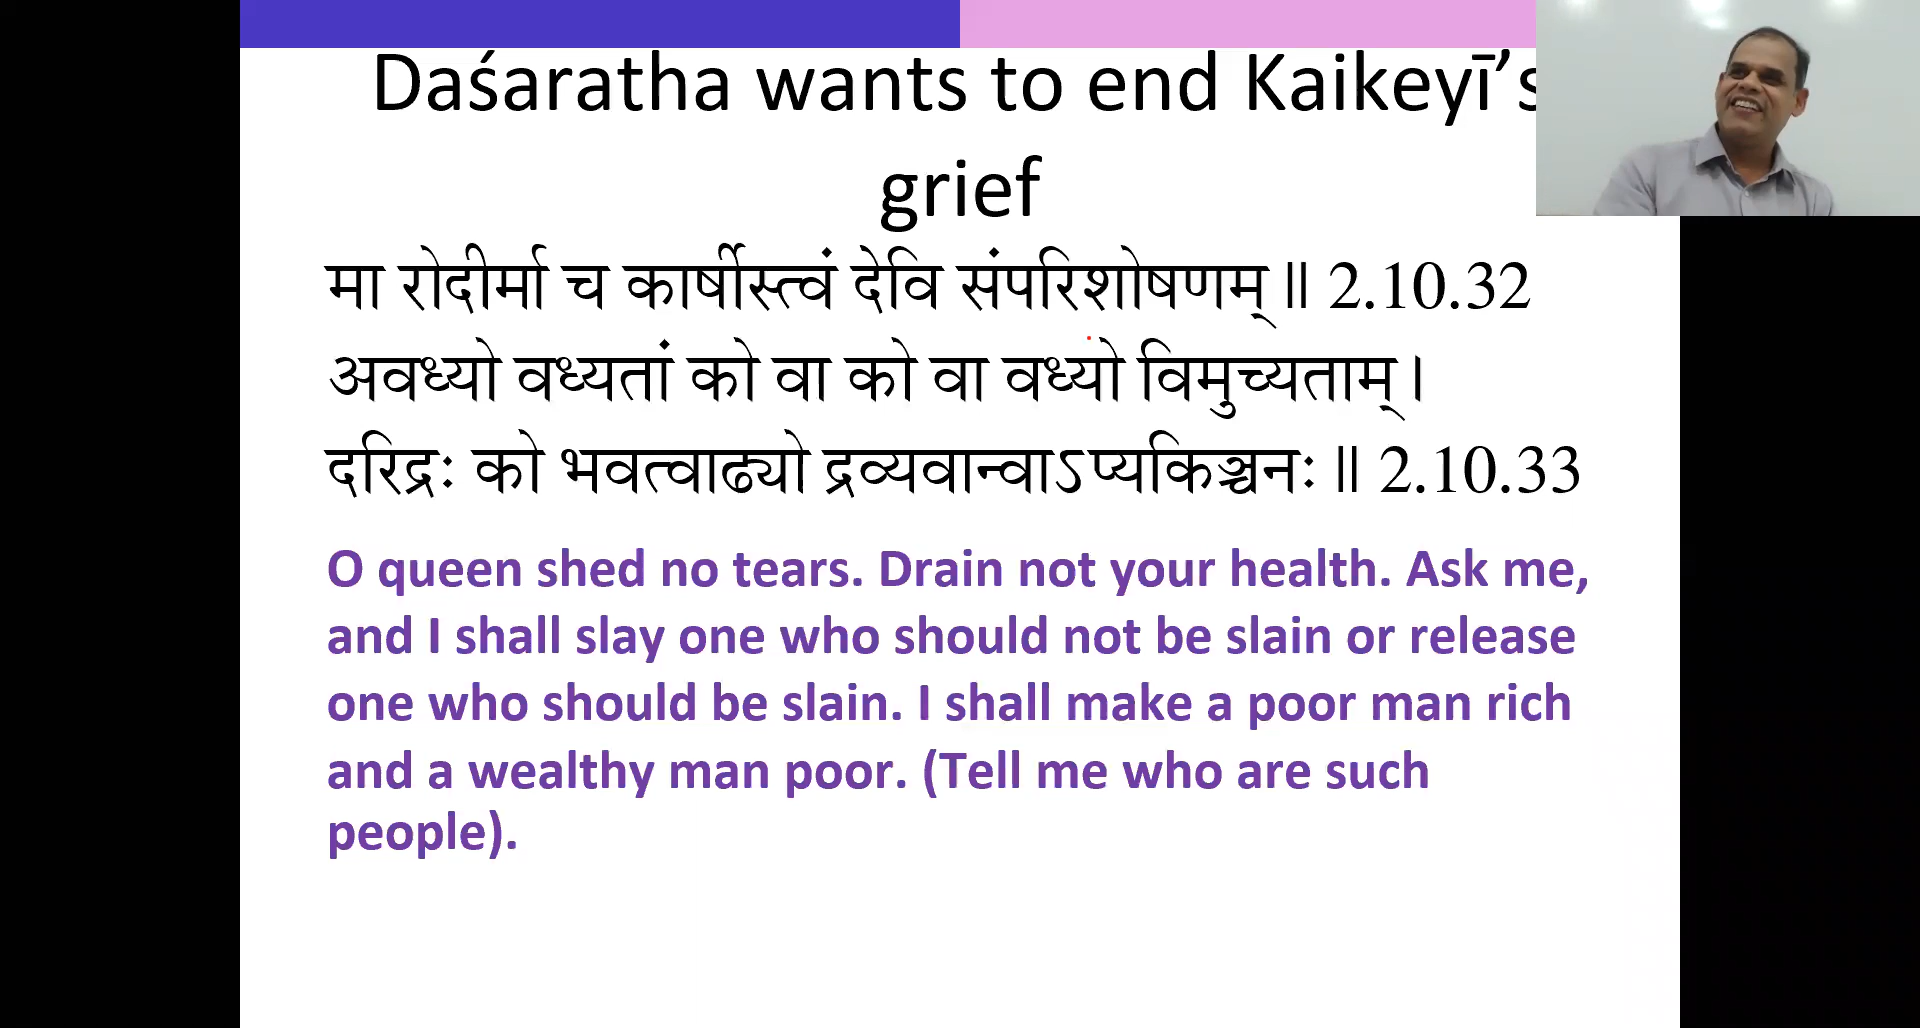 Daśaratha wants to end Kaikeyī’s
grief
मा रोदीर्मा च कार्षीस्त्वं देवि संपरिशोषणम् ॥ 2.10.32
अवध्यो वध्यतां को वा को वा वध्यो विमुच्यताम् ।
दरिद्रः को भवत्वाढ्यो द्रव्यवान्वाऽप्यकिञ्चनः ॥ 2.10.33
O queen shed no tears. Drain not your health. Ask me,
and I shall slay one who should not be slain or release
one who should be slain. I shall make a poor man rich
and a wealthy man poor. (Tell me who are such
people).